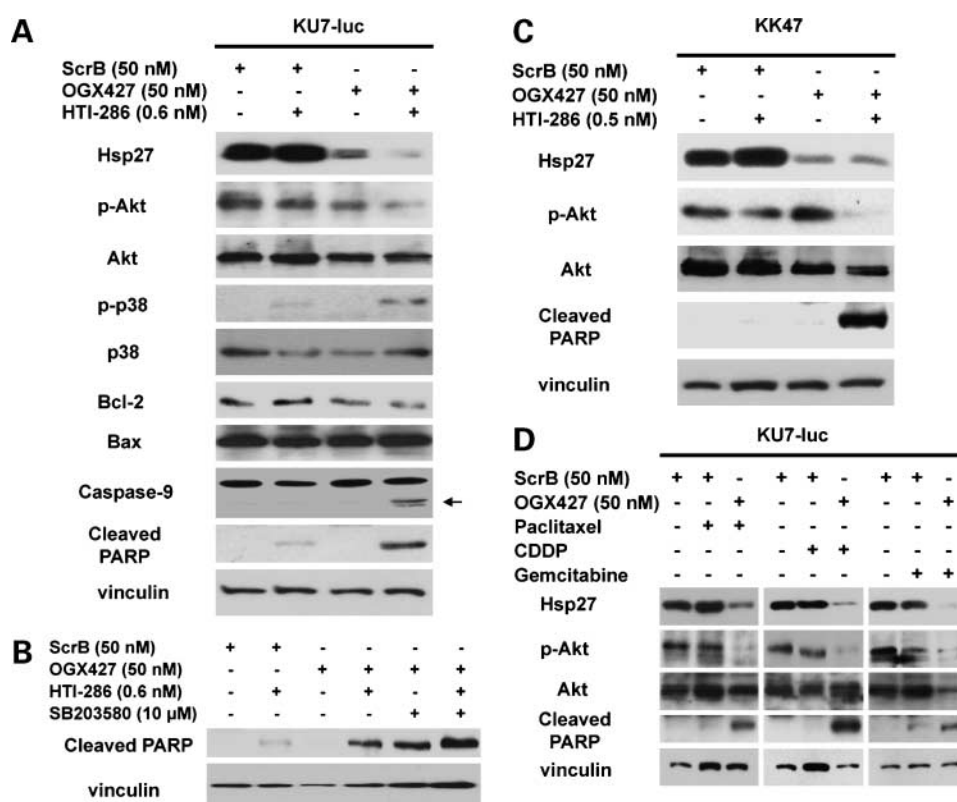 A
KU7-luc
ScrB (50 nM) + + - -
OGX427 (50 nM) - - + +
HTI-286 (0.6 nM) - + - +
Hsp27
p-Akt
Akt
p-p38
p38
Bcl-2
Bax
Caspase-9
Cleaved
PARP
vinculin
B
ScrB (50 nM) + + - - - -
OGX427 (50 nM) - - + + + +
HTI-286 (0.6 nM) - + - + - +
SB203580 (10 µM) - - - - + +
Cleaved PARP
vinculin
C
KK47
ScrB (50 nM) + + - -
OGX427 (50 nM) - - + +
HTI-286 (0.5 nM) - + - +
Hsp27
p-Akt
Akt
Cleaved
PARP
vinculin
D
KU7-luc
ScrB (50 nM) + + - + + - + + -
OGX427 (50 nM) - - + - - + - - +
Paclitaxel - + + - - - - - -
CDDP - - - - + + - - -
Gemcitabine - - - - - - - + +
Hsp27
p-Akt
Akt
Cleaved
PARP
vinculin